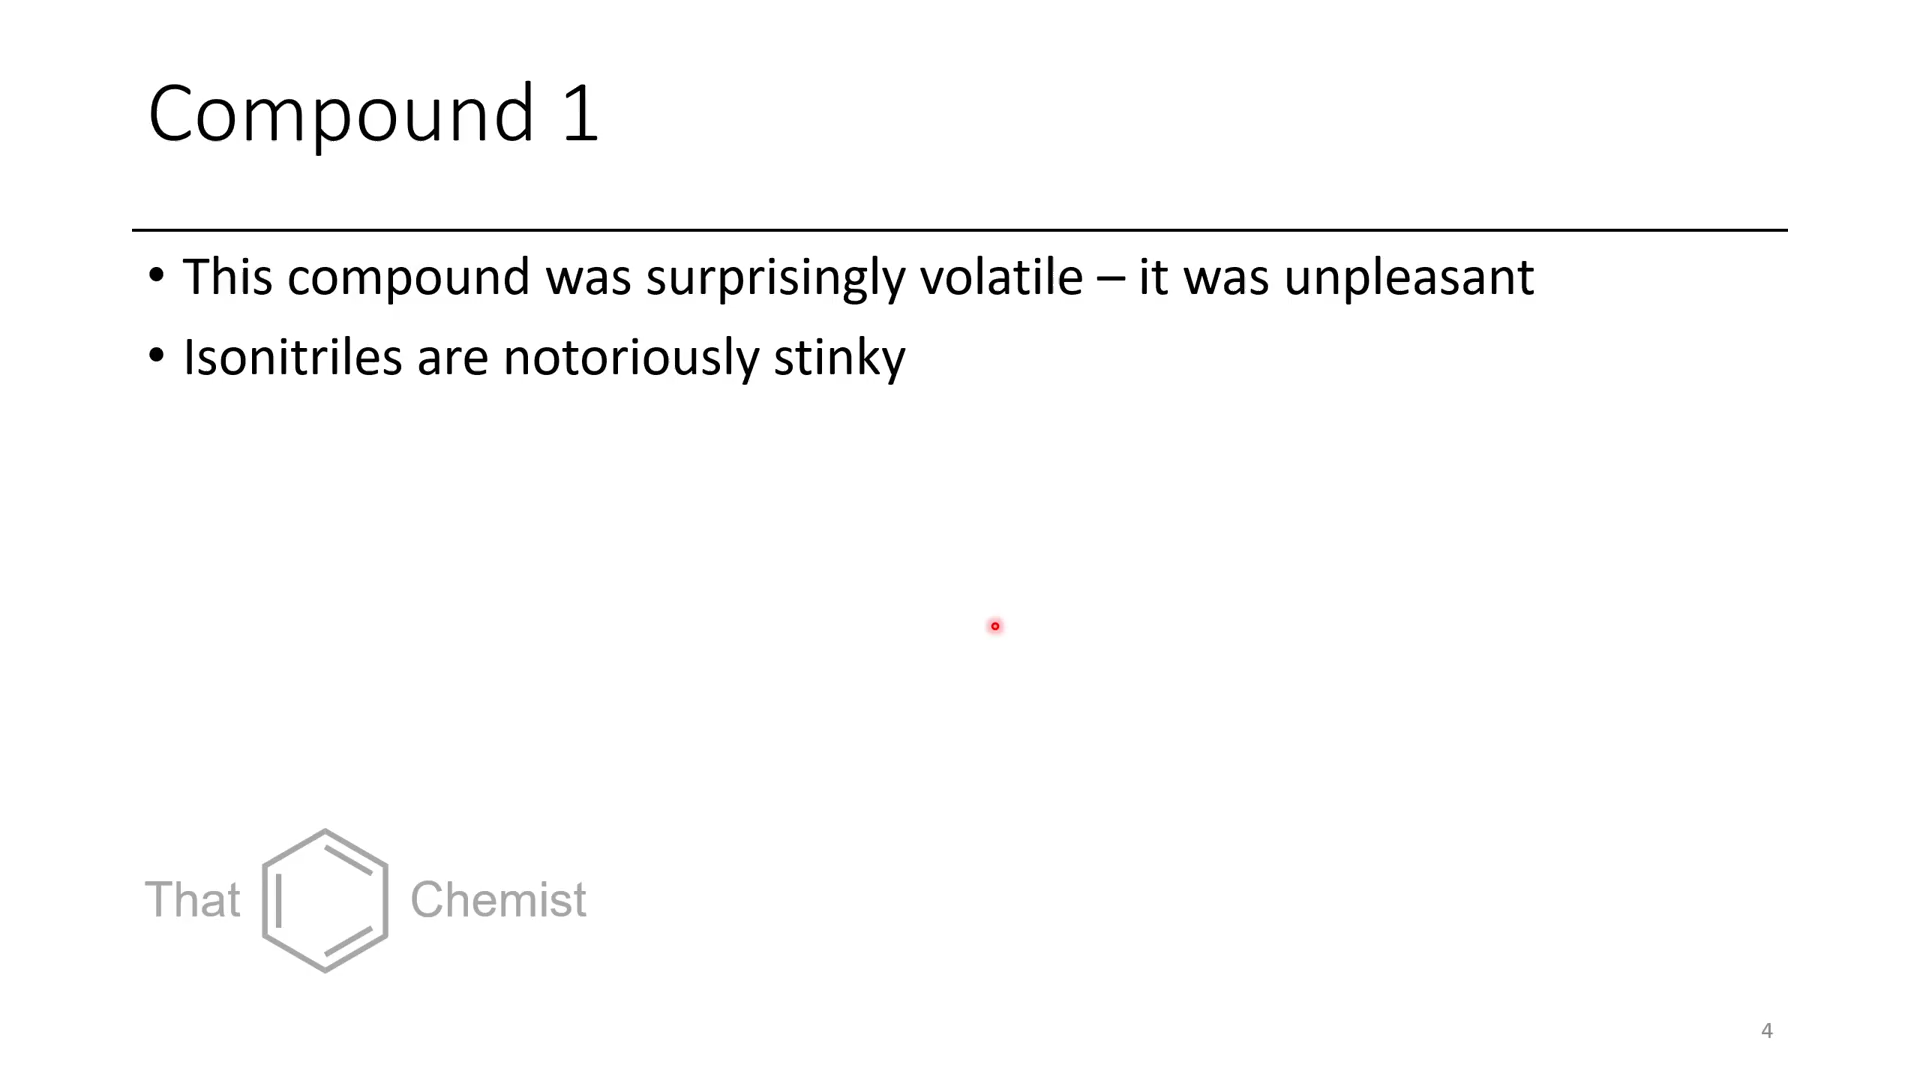 Compound 1
• This compound was surprisingly volatile – it was unpleasant
• Isonitriles are notoriously stinky
That Chemist
4